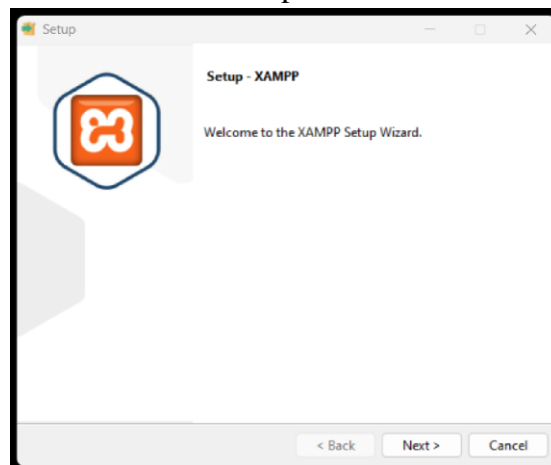 Setup
Setup - XAMPP
Welcome to the XAMPP Setup Wizard.
< Back
Next >
Cancel